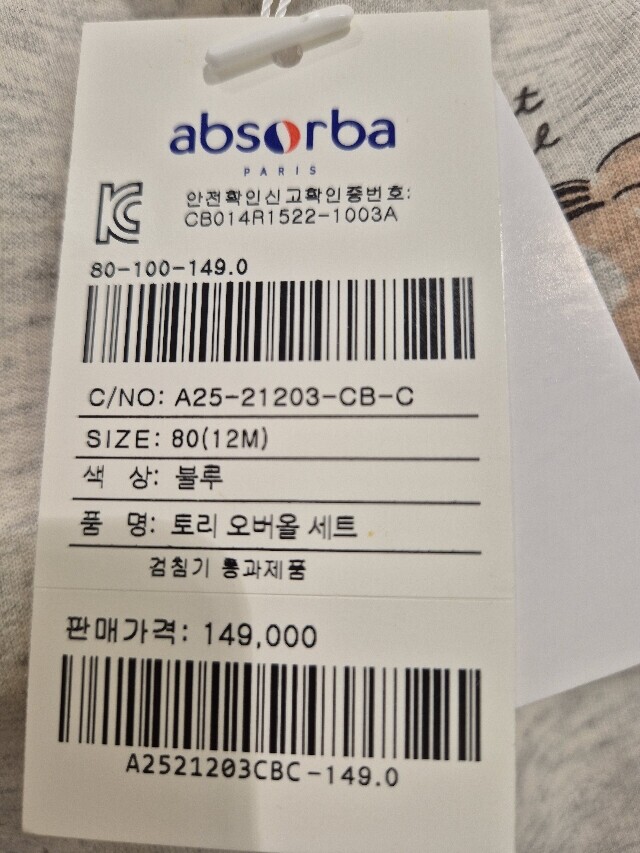 absorba
PARIS
안전확인신고확인증번호:
CB014R1522-1003A
80-100-149.0
C/NO: A25-21203-CB-C
SIZE: 80(12M)
색 상: 불루
품 명: 토리 오버올 세트
검침기 통과제품
판매가격: 149,000
A2521203CBC-149.0